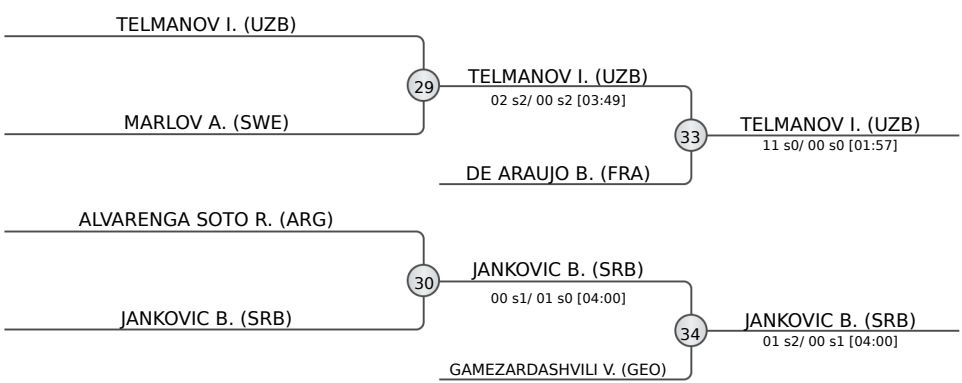 TELMANOV I. (UZB)
29
TELMANOV I. (UZB)
02 s2/ 00 s2 [03:49]
MARLOV A. (SWE)
33
TELMANOV I. (UZB)
11 s0/ 00 s0 [01:57]
DE ARAUJO B. (FRA)
ALVARENGA SOTO R. (ARG)
30
JANKOVIC B. (SRB)
00 s1/ 01 s0 [04:00]
JANKOVIC B. (SRB)
34
JANKOVIC B. (SRB)
01 s2/ 00 s1 [04:00]
GAMEZARDASHVILI V. (GEO)